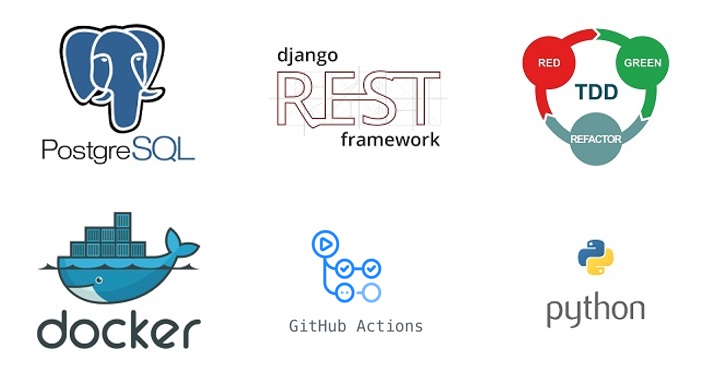 PostgreSQL
django
REST
framework
RED
GREEN
TDD
REFACTOR
docker
GitHub Actions
python